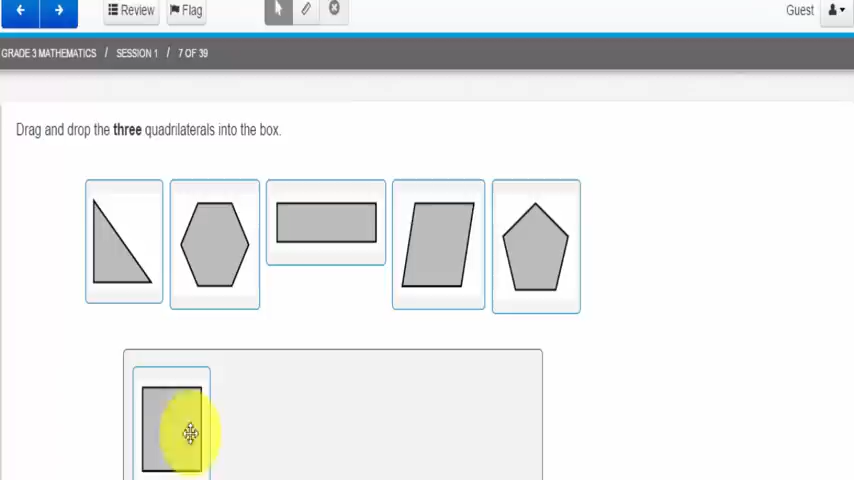 Review Flag Guest
GRADE 3 MATHEMATICS / SESSION 1 / 7 OF 39
Drag and drop the three quadrilaterals into the box.